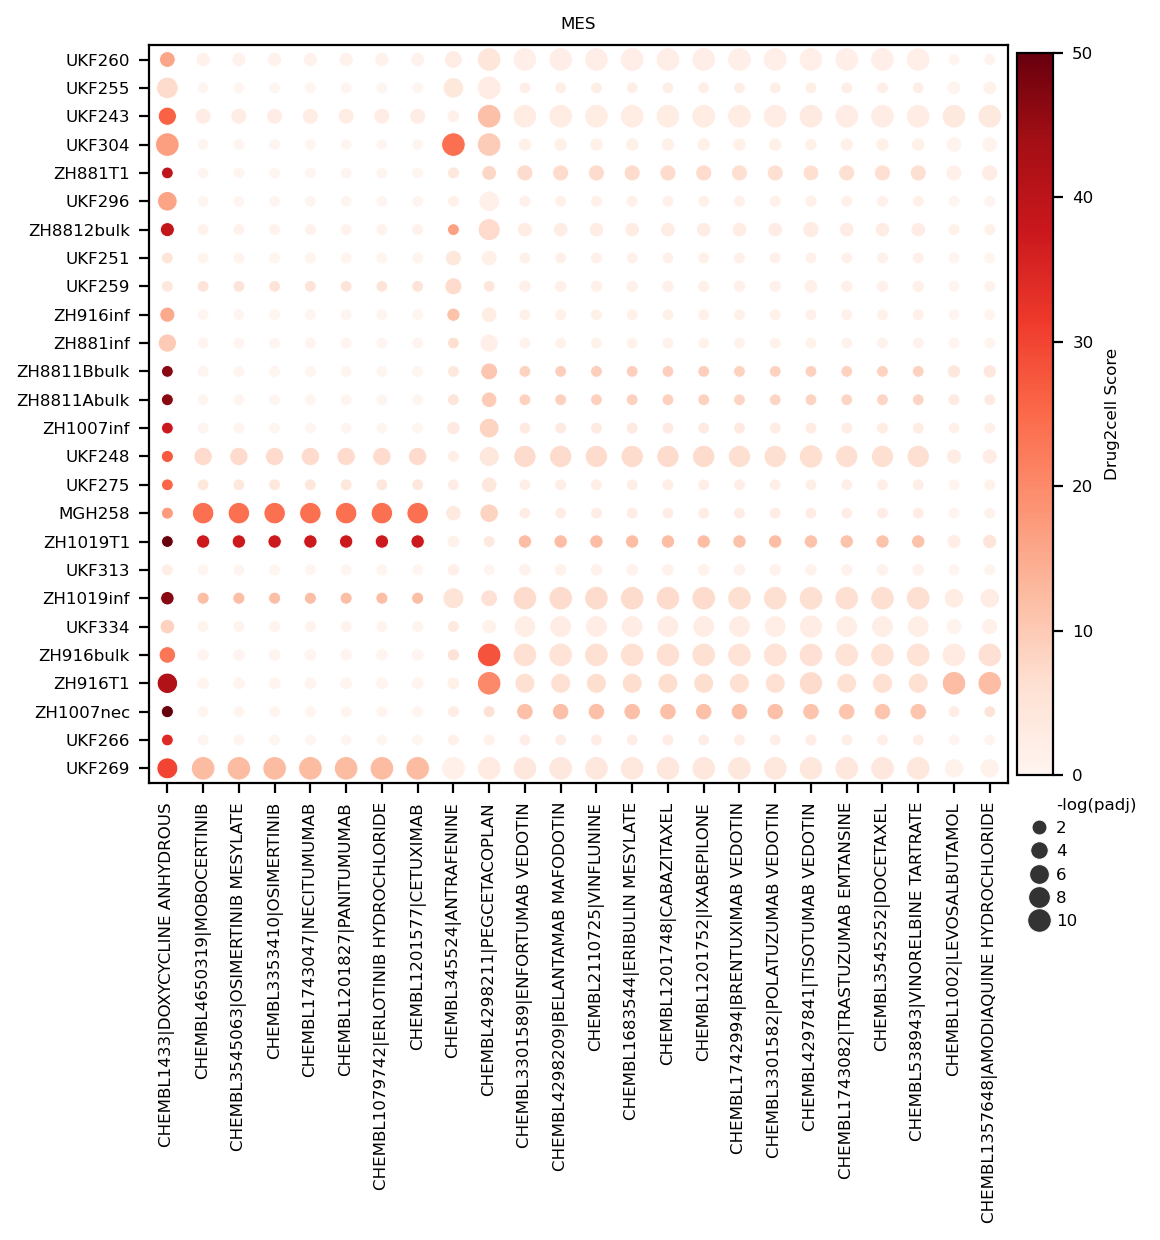 MES
UKF260
UKF255
UKF243
UKF304
ZH881T1
UKF296
ZH8812bulk
UKF251
UKF259
ZH916inf
ZH881inf
ZH8811Bbulk
ZH8811Abulk
ZH1007inf
UKF248
UKF275
MGH258
ZH1019T1
UKF313
ZH1019inf
UKF334
ZH916bulk
ZH916T1
ZH1007nec
UKF266
UKF269
CHEMBL1433|DOXYCYCLINE ANHYDROUS
CHEMBL4650319|MOBOCERTINIB
CHEMBL3545063|OSIMERTINIB MESYLATE
CHEMBL3353410|OSIMERTINIB
CHEMBL1743047|NECITUMUMAB
CHEMBL1201827|PANITUMUMAB
CHEMBL1079742|ERLOTINIB HYDROCHLORIDE
CHEMBL1201577|CETUXIMAB
CHEMBL345524|ANTRAFENINE
CHEMBL4298211|PEGCETACOPLAN
CHEMBL3301589|ENFORTUMAB VEDOTIN
CHEMBL4298209|BELANTAMAB MAFODOTIN
CHEMBL2110725|VINFLUNINE
CHEMBL1683544|ERIBULIN MESYLATE
CHEMBL1201748|CABAZITAXEL
CHEMBL1201752|IXABEPILONE
CHEMBL1742994|BRENTUXIMAB VEDOTIN
CHEMBL3301582|POLATUZUMAB VEDOTIN
CHEMBL4297841|TISOTUMAB VEDOTIN
CHEMBL1743082|TRASTUZUMAB EMTANSINE
CHEMBL3545252|DOCETAXEL
CHEMBL538943|VINORELBINE TARTRATE
CHEMBL1002|LEVOSALBUTAMOL
CHEMBL1357648|AMODIAQUINE HYDROCHLORIDE
50
40
30
20
10
0
Drug2cell Score
-log(padj)
2
4
6
8
10